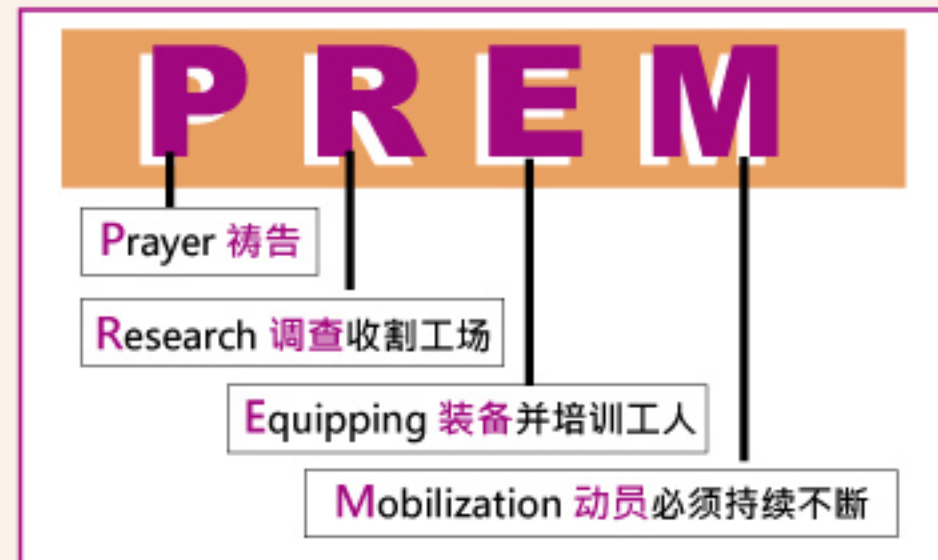 P R E M
Prayer 祷告
Research 调查收割工场
Equipping 装备并培训工人
Mobilization 动员必须持续不断